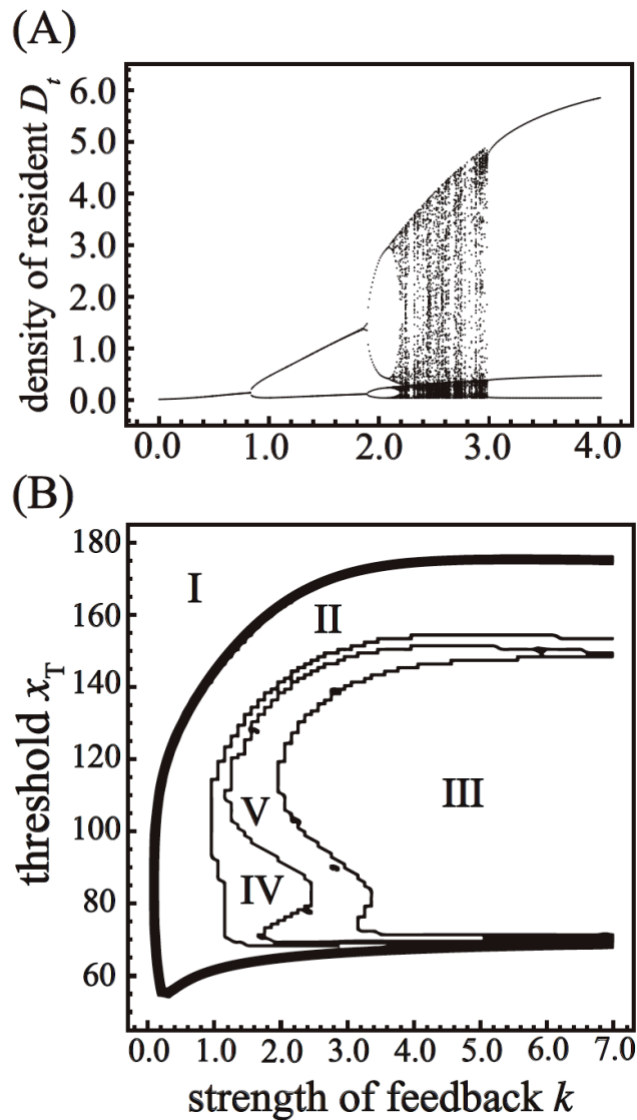 (A)
density of resident D_t
6.0
5.0
4.0
3.0
2.0
1.0
0.0
0.0 1.0 2.0 3.0 4.0
(B)
threshold x_T
180
160
140
120
100
80
60
I
II
III
V
IV
0.0 1.0 2.0 3.0 4.0 5.0 6.0 7.0
strength of feedback k